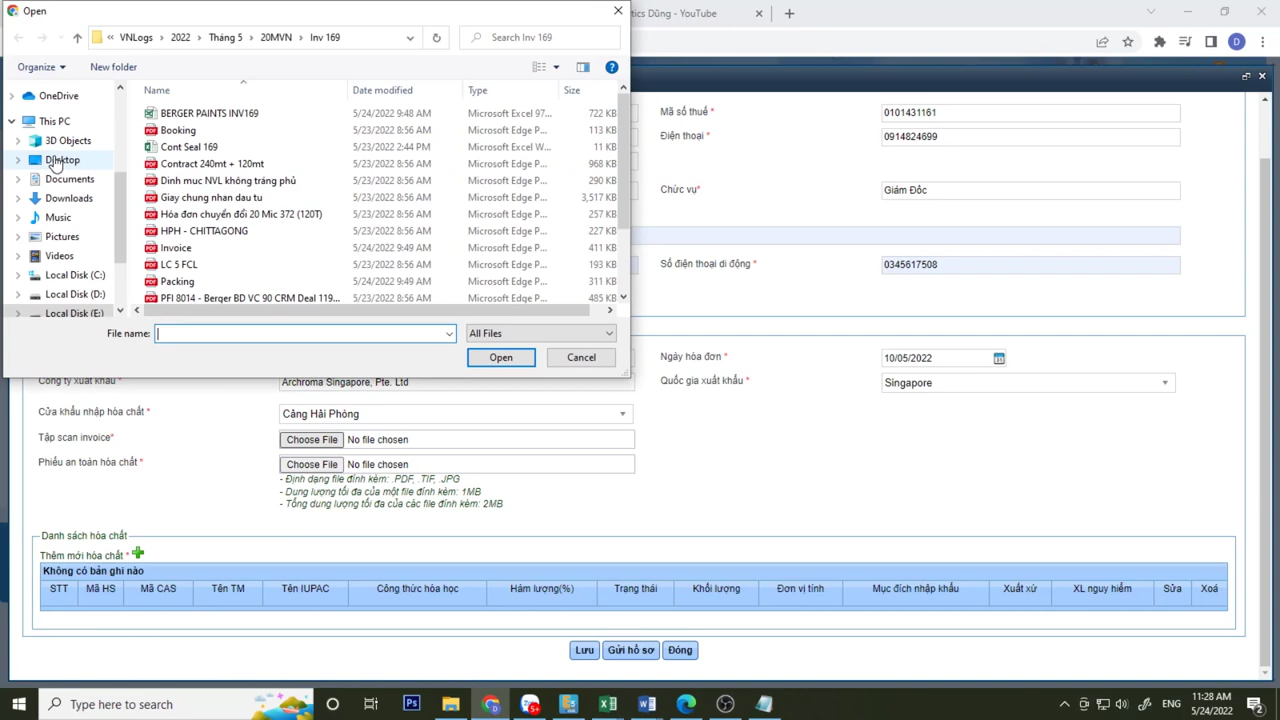 Open
tics Dũng - YouTube
VNLogs > 2022 > Tháng 5 > 20MVN > Inv 169
Search Inv 169
Organize
New folder
OneDrive
This PC
3D Objects
Desktop
Documents
Downloads
Music
Pictures
Videos
Local Disk (C:)
Local Disk (D:)
Local Disk (E:)
Name Date modified Type Size
BERGER PAINTS INV169 5/24/2022 9:48 AM Microsoft Excel 97... 722 KB
Booking 5/23/2022 8:56 AM Microsoft Edge P... 113 KB
Cont Seal 169 5/23/2022 2:44 PM Microsoft Excel W... 11 KB
Contract 240mt + 120mt 5/23/2022 8:56 AM Microsoft Edge P... 968 KB
Dinh muc NVL không tráng phủ 5/23/2022 8:56 AM Microsoft Edge P... 290 KB
Giay chung nhan dau tu 5/23/2022 8:56 AM Microsoft Edge P... 3,517 KB
Hóa đơn chuyển đổi 20 Mic 372 (120T) 5/23/2022 8:56 AM Microsoft Edge P... 257 KB
HPH - CHITTAGONG 5/23/2022 8:56 AM Microsoft Edge P... 227 KB
Invoice 5/24/2022 9:49 AM Microsoft Edge P... 411 KB
LC 5 FCL 5/23/2022 8:56 AM Microsoft Edge P... 193 KB
Packing 5/24/2022 9:49 AM Microsoft Edge P... 311 KB
PFI 8014 - Berger BD VC 90 CRM Deal 119... 5/23/2022 8:56 AM Microsoft Edge P... 485 KB
File name:
All Files
Open
Cancel
Mã số thuế * 0101431161
Điện thoại * 0914824699
Chức vụ* Giám Đốc
Số điện thoại di động * 0345617508
Ngày hóa đơn * 10/05/2022
Công ty xuất khẩu * Archroma Singapore, Pte. Ltd
Quốc gia xuất khẩu * Singapore
Cửa khẩu nhập hóa chất * Cảng Hải Phòng
Tập scan invoice* Choose File No file chosen
Phiếu an toàn hóa chất * Choose File No file chosen
- Định dạng file đính kèm: .PDF, .TIF, .JPG
- Dung lượng tối đa của một file đính kèm: 1MB
- Tổng dung lượng tối đa của các file đính kèm: 2MB
Danh sách hóa chất
Thêm mới hóa chất *
Không có bản ghi nào
STT Mã HS Mã CAS Tên TM Tên IUPAC Công thức hóa học Hám lượng(%) Trạng thái Khối lượng Đơn vị tính Mục đích nhập khẩu Xuất xứ XL nguy hiểm Sửa Xoá
Lưu
Gửi hồ sơ
Đóng
Type here to search
ENG
11:28 AM
5/24/2022